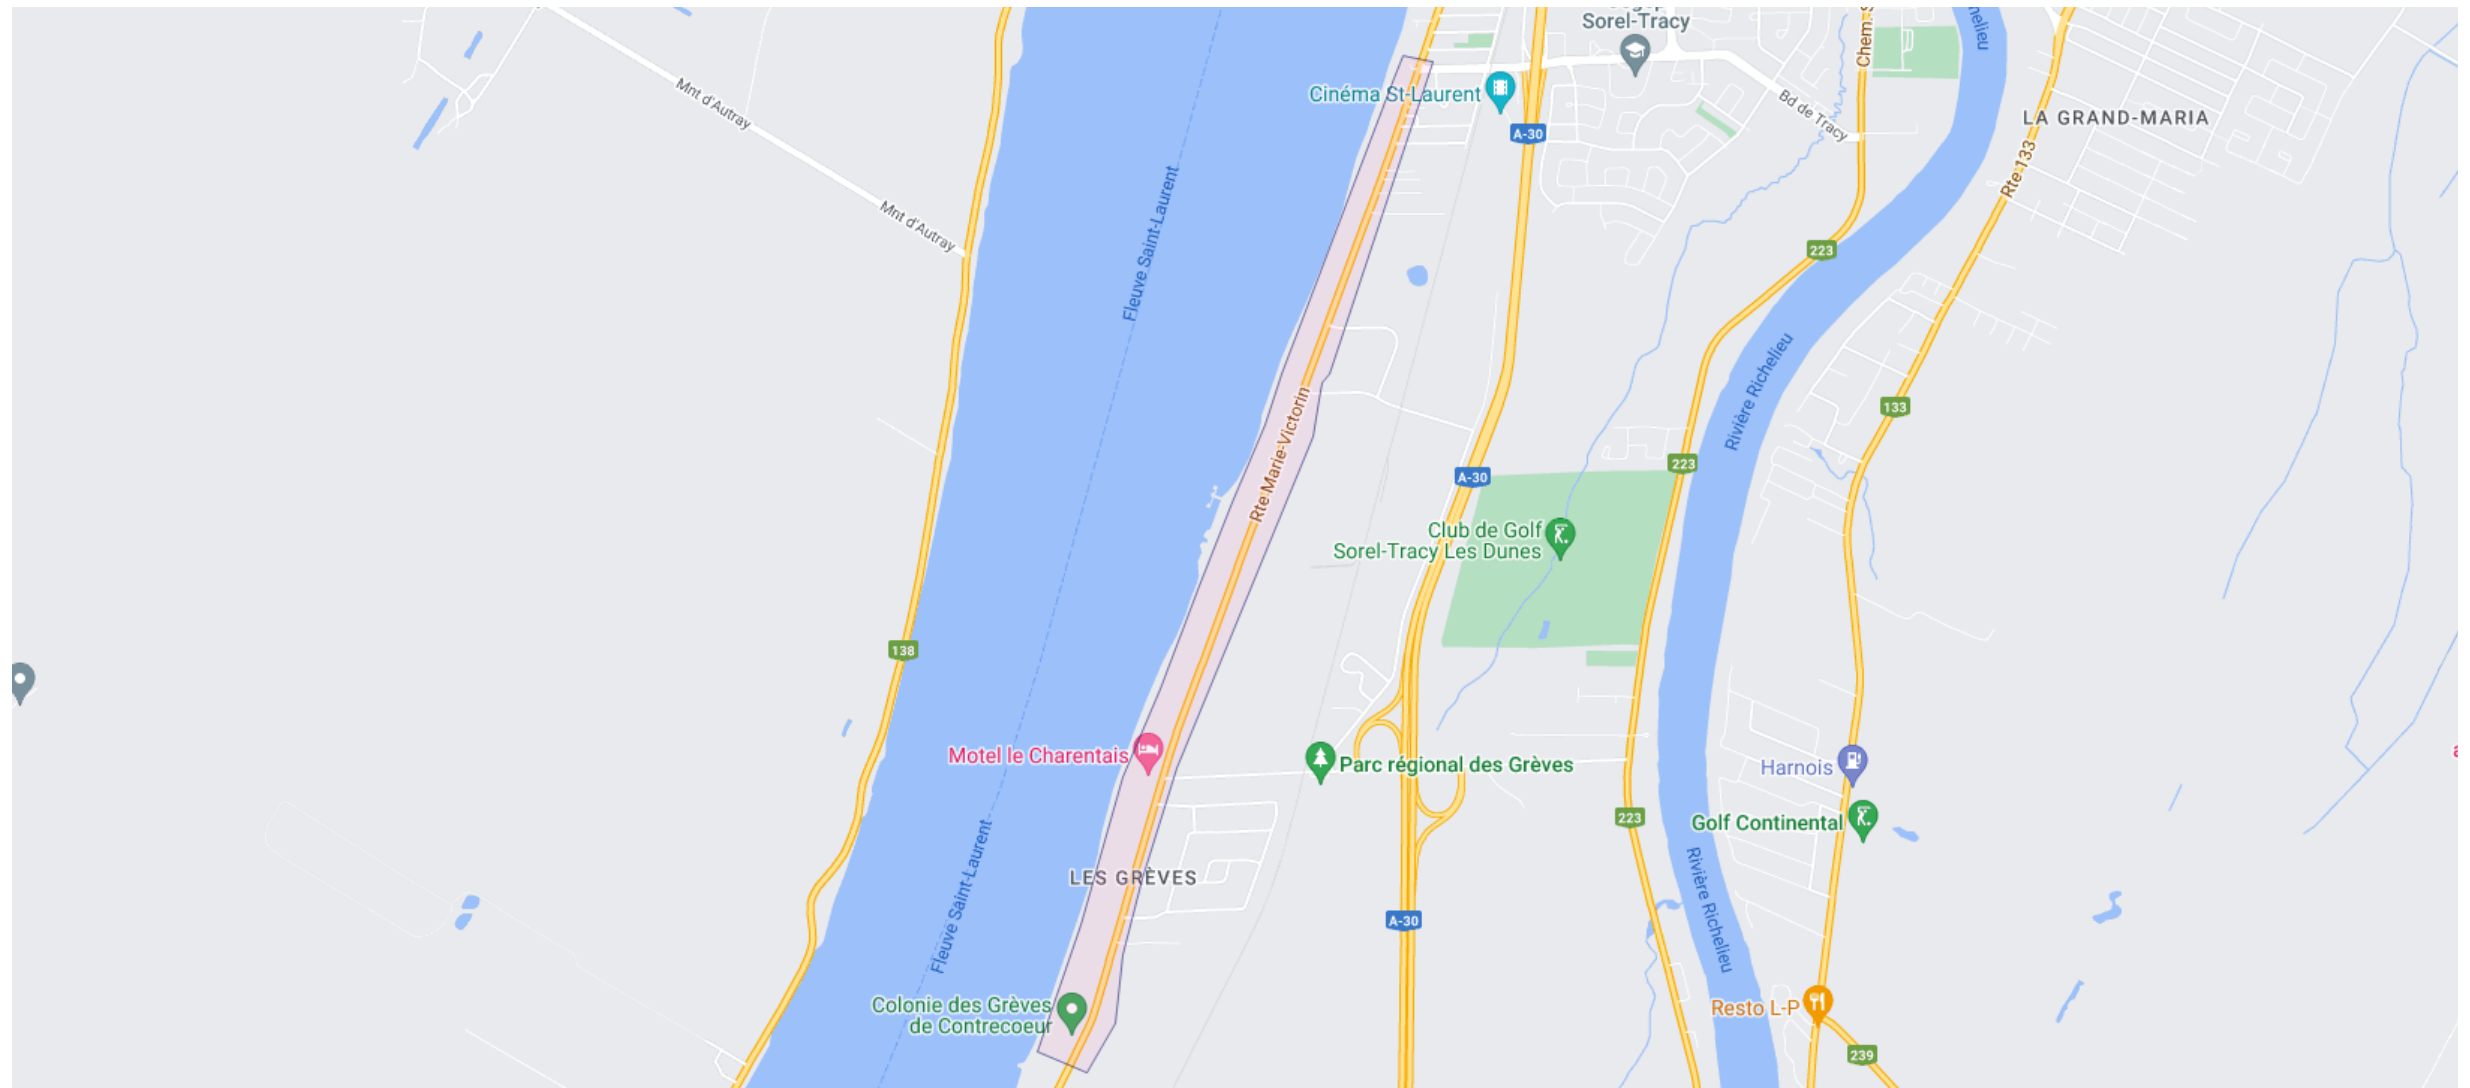 Sorel-Tracy
Chem. S
helieu
Mnt d'Autray
Cinéma St-Laurent
Bd de Tracy
LA GRAND-MARIA
A-30
Rte 133
Mnt d'Autray
Fleuve Saint-Laurent
223
Rivière Richelieu
133
Rte Marie-Victorin
223
A-30
Club de Golf
Sorel-Tracy Les Dunes
138
Motel le Charentais
Parc régional des Grèves
Harnois
223
Golf Continental
LES GRÈVES
Fleuve Saint-Laurent
Rivière Richelieu
A-30
Colonie des Grèves
de Contrecoeur
Resto L-P
239